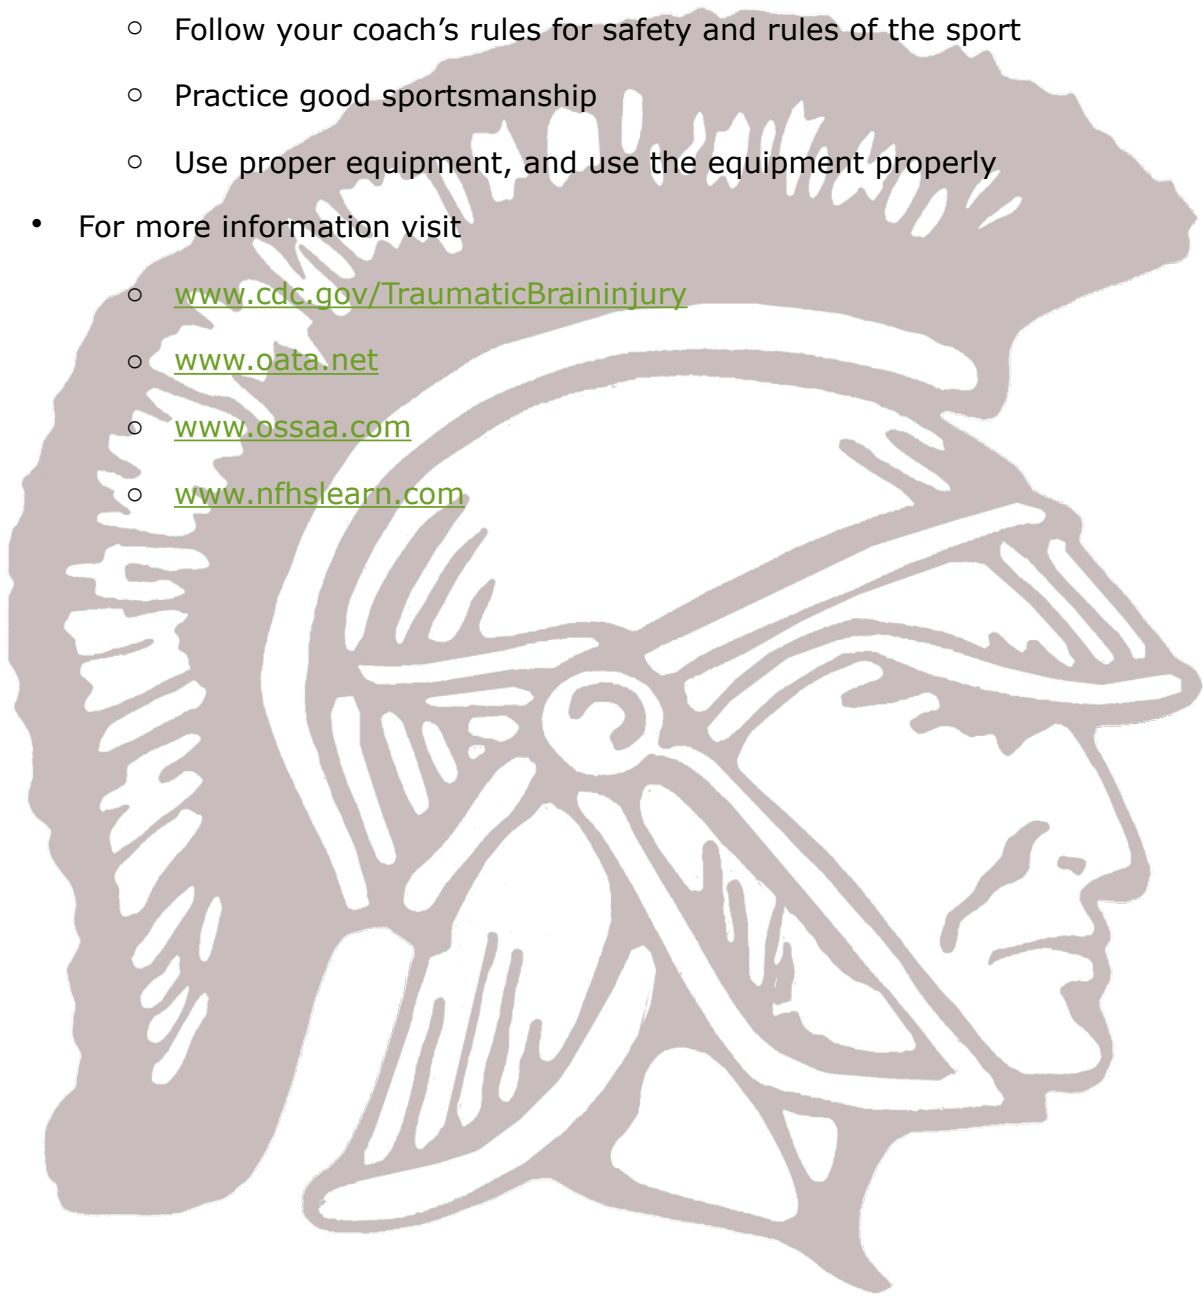 ○ Follow your coach’s rules for safety and rules of the sport
○ Practice good sportsmanship
○ Use proper equipment, and use the equipment properly
• For more information visit
○ www.cdc.gov/TraumaticBraininjury
○ www.oata.net
○ www.ossaa.com
○ www.nfhslearn.com